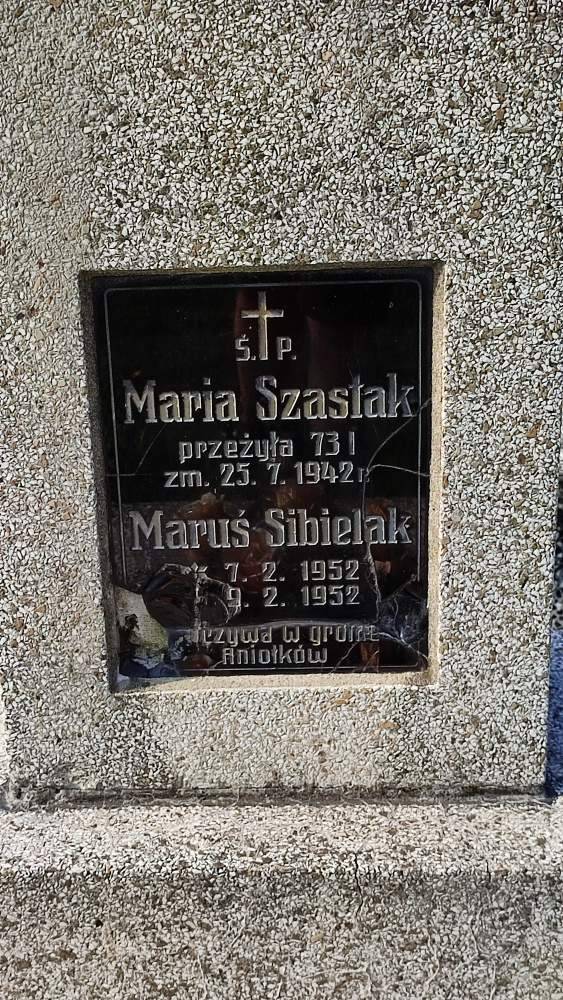 Ś. P.
Maria Szastak
przeżyła 73 l
zm. 25. 7. 1942 r.
Maruś Sibielak
7. 2. 1952
9. 2. 1952
w gronie
Aniołków